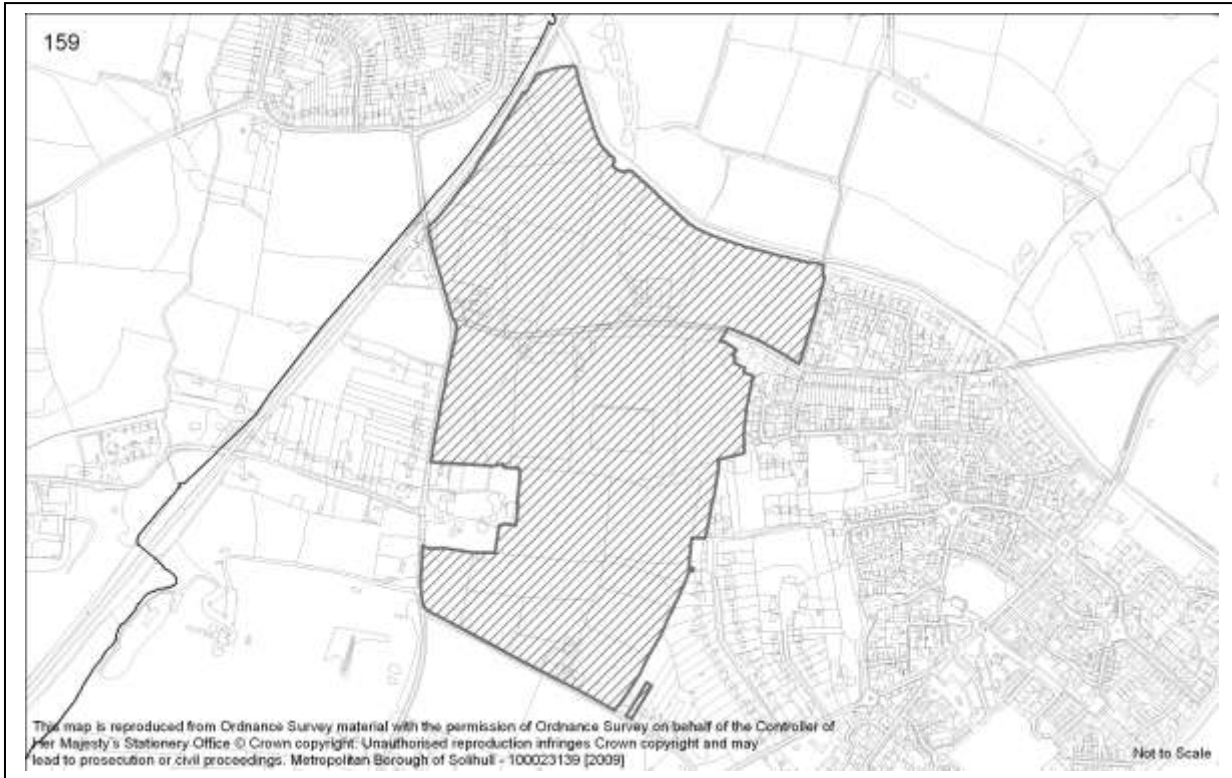 159
This map is reproduced from Ordnance Survey material with the permission of Ordnance Survey on behalf of the Controller of
Her Majesty's Stationery Office © Crown copyright. Unauthorised reproduction infringes Crown copyright and may
lead to prosecution or civil proceedings. Metropolitan Borough of Solihull - 100023139 [2009]
Not to Scale